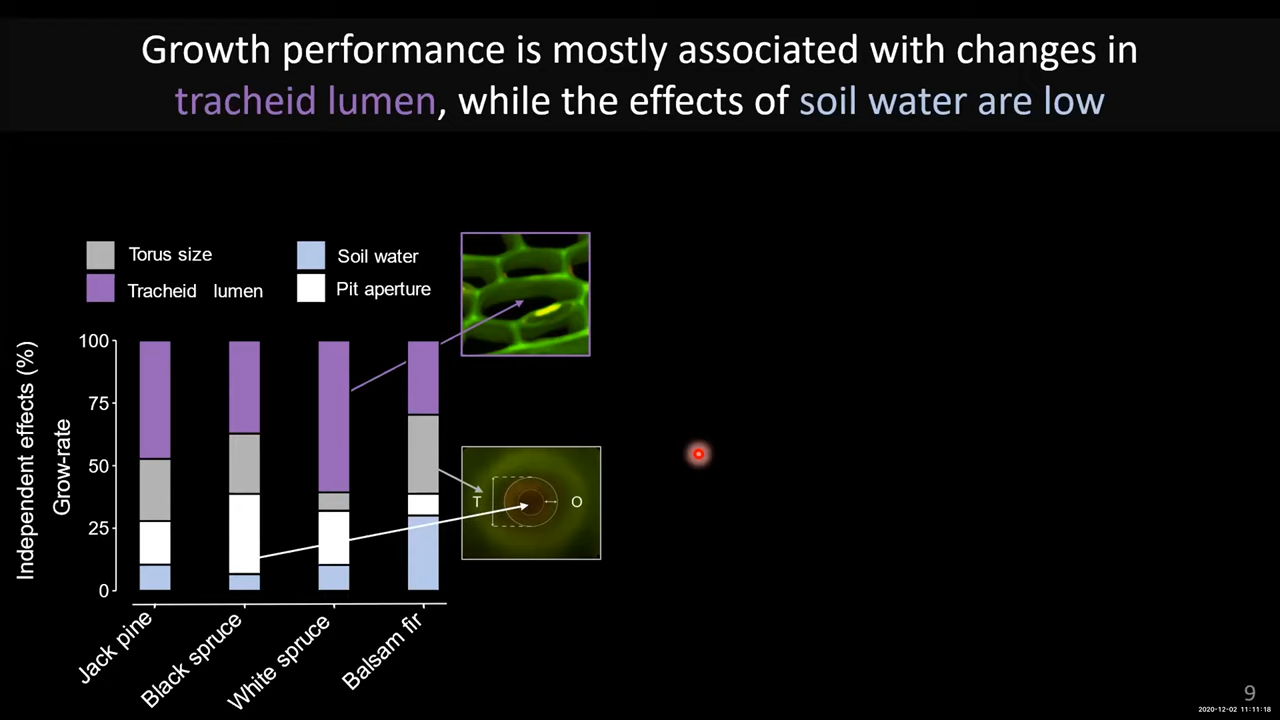 Growth performance is mostly associated with changes in
tracheid lumen, while the effects of soil water are low
Torus size
Soil water
Tracheid lumen
Pit aperture
Independent effects (%)
Grow-rate
100
75
50
25
0
T
O
Jack pine
Black spruce
White spruce
Balsam fir
9
2020-12-02 11:11:18